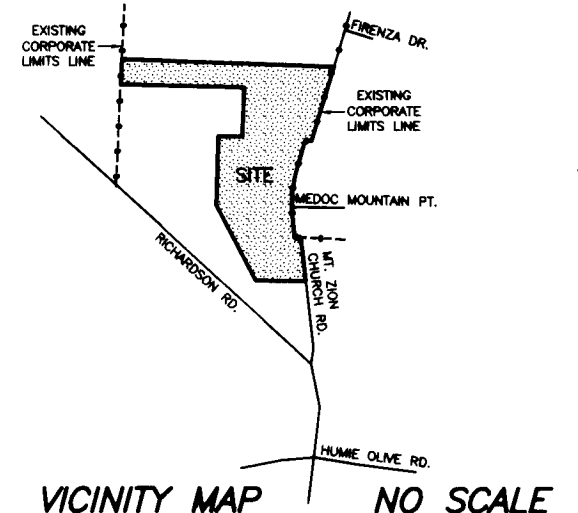 EXISTING
CORPORATE
LIMITS LINE
FIRENZA DR.
EXISTING
CORPORATE
LIMITS LINE
SITE
MEDOC MOUNTAIN PT.
RICHARDSON RD.
MT. ZION
CHURCH RD.
HUMIE OLIVE RD.
VICINITY MAP NO SCALE